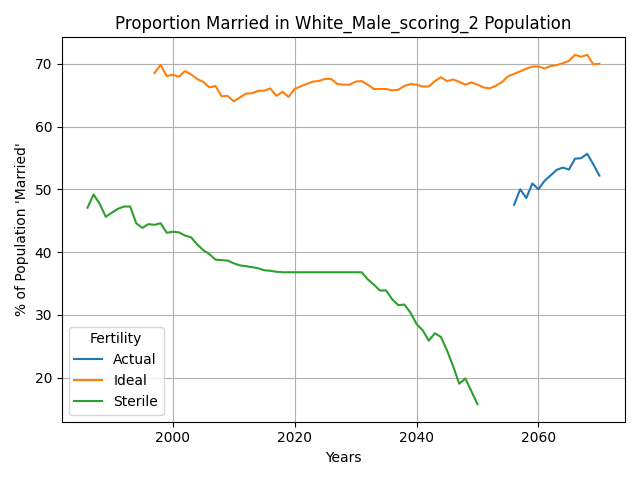 Proportion Married in White_Male_scoring_2 Population
% of Population 'Married'
70
60
50
40
30
20
Fertility
Actual
Ideal
Sterile
2000
2020
2040
2060
Years